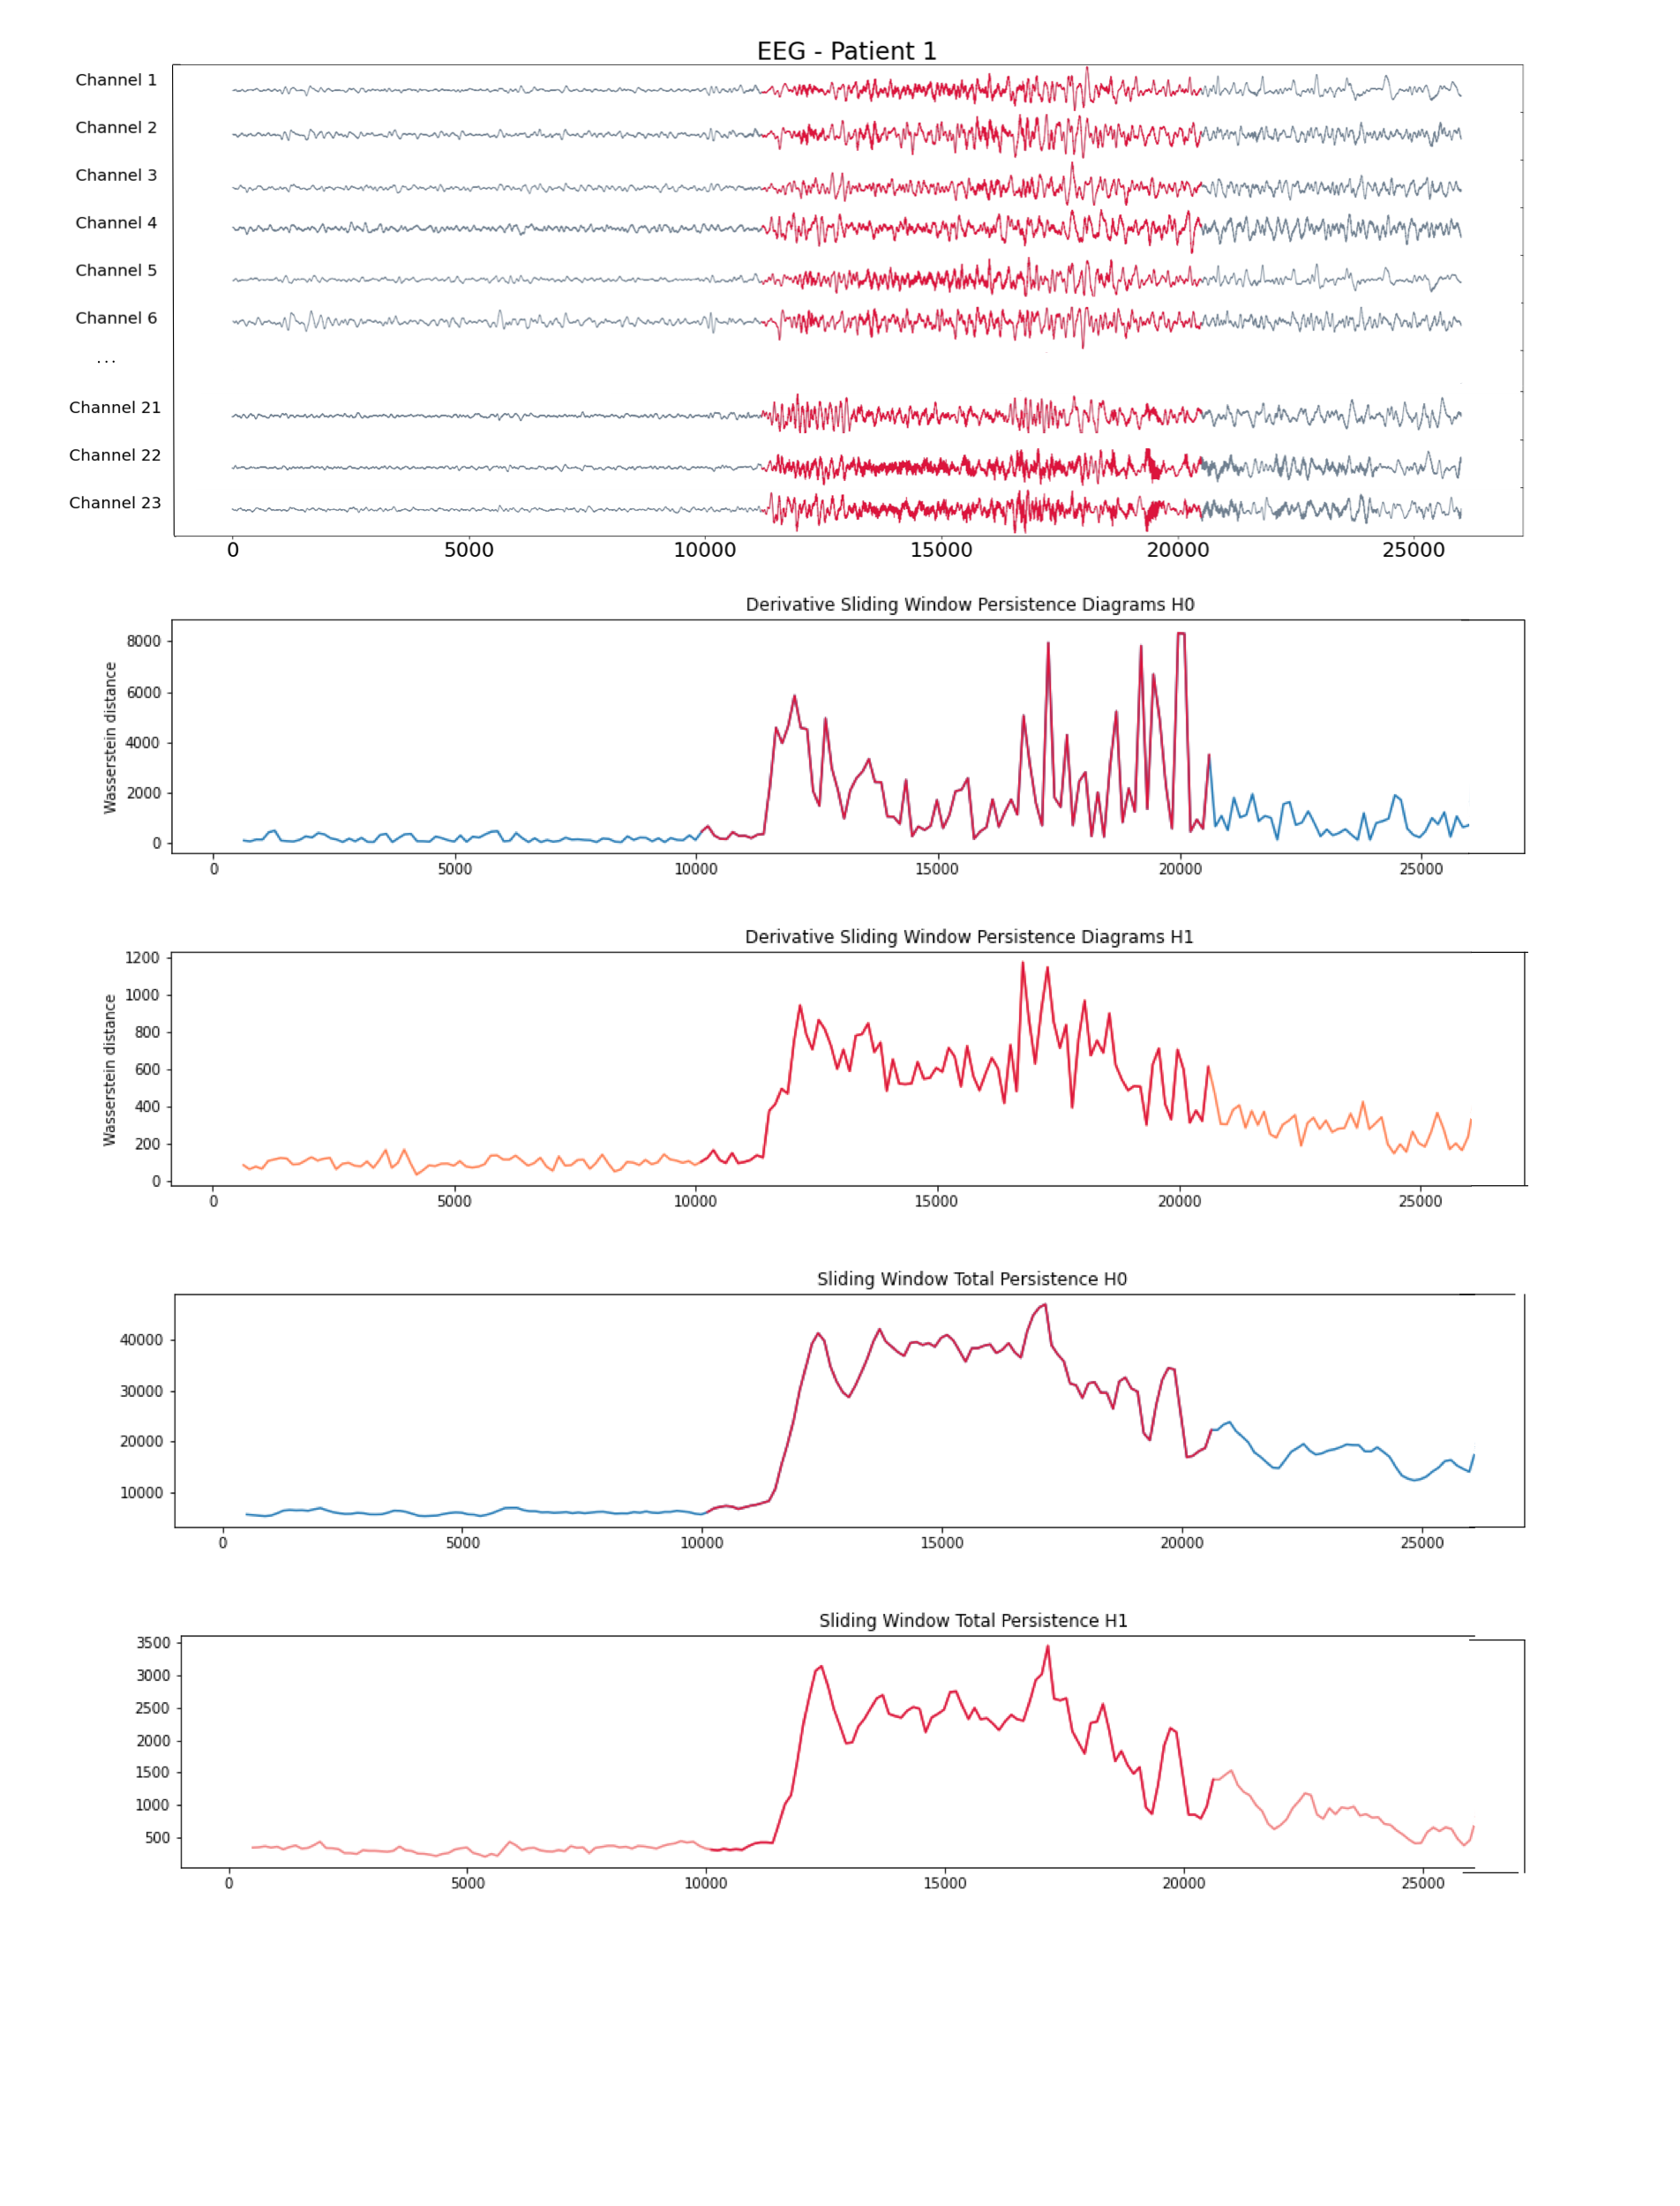 EEG - Patient 1
Channel 1
Channel 2
Channel 3
Channel 4
Channel 5
Channel 6
...
Channel 21
Channel 22
Channel 23
0 5000 10000 15000 20000 25000
Derivative Sliding Window Persistence Diagrams H0
Wasserstein distance
8000
6000
4000
2000
0
0 5000 10000 15000 20000 25000
Derivative Sliding Window Persistence Diagrams H1
Wasserstein distance
1200
1000
800
600
400
200
0
0 5000 10000 15000 20000 25000
Sliding Window Total Persistence H0
40000
30000
20000
10000
0 5000 10000 15000 20000 25000
Sliding Window Total Persistence H1
3500
3000
2500
2000
1500
1000
500
0 5000 10000 15000 20000 25000